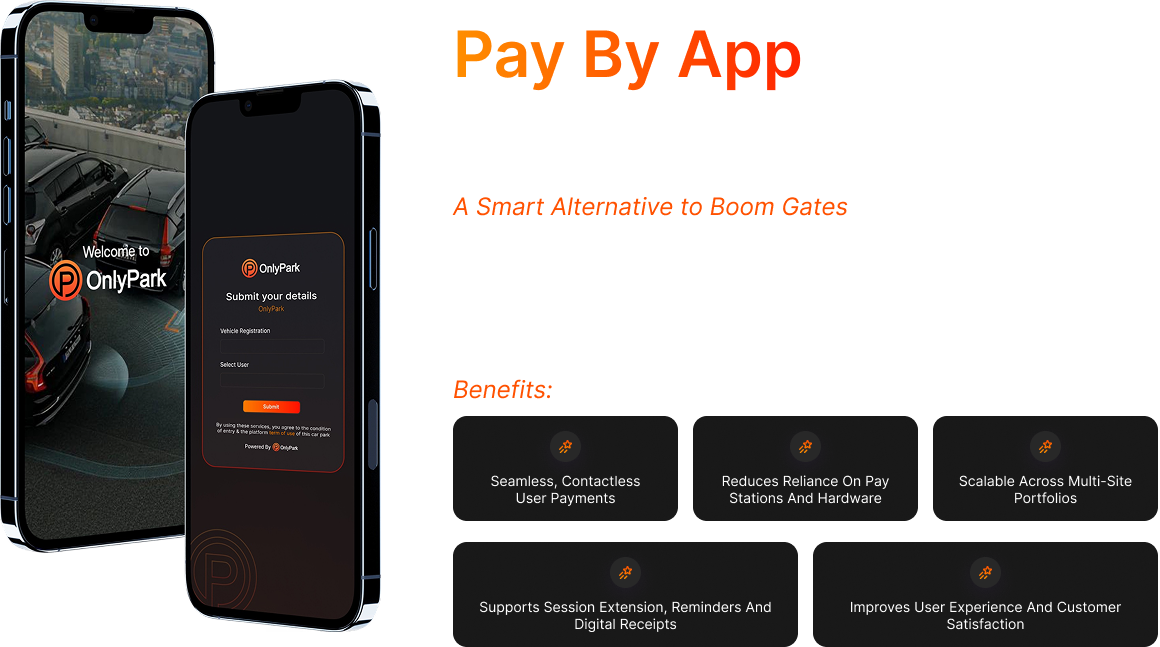 Pay By App
A Smart Alternative to Boom Gates
Benefits:
Seamless, Contactless
User Payments
Reduces Reliance On Pay
Stations And Hardware
Scalable Across Multi-Site
Portfolios
Supports Session Extension, Reminders And
Digital Receipts
Improves User Experience And Customer
Satisfaction
Welcome to
OnlyPark
OnlyPark
Submit your details
OnlyPark
Vehicle Registration
Select User
Submit
By using these services, you agree to the condition
of entry & the platform term of use of this car park
Powered By OnlyPark